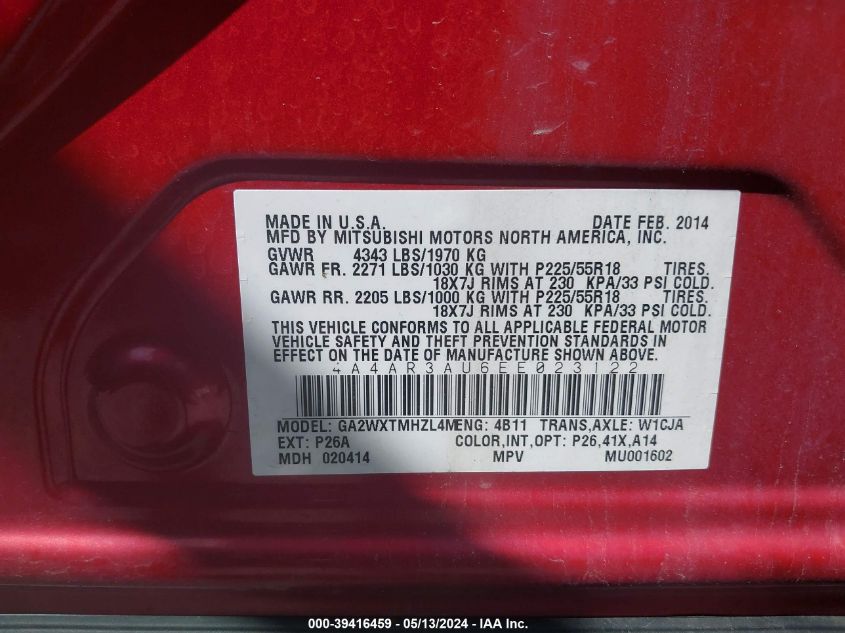 MADE IN U.S.A. DATE FEB. 2014
MFD BY MITSUBISHI MOTORS NORTH AMERICA, INC.
GVWR 4343 LBS/1970 KG
GAWR FR. 2271 LBS/1030 KG WITH P225/55R18 TIRES.
18X7J RIMS AT 230 KPA/33 PSI COLD.
GAWR RR. 2205 LBS/1000 KG WITH P225/55R18 TIRES.
18X7J RIMS AT 230 KPA/33 PSI COLD.
THIS VEHICLE CONFORMS TO ALL APPLICABLE FEDERAL MOTOR
VEHICLE SAFETY AND THEFT PREVENTION STANDARDS IN
EFFECT ON THE DATE OF MANUFACTURE SHOWN ABOVE.
4A4AR3AU6EE023122
MODEL: GA2WXTMHZL4M ENG: 4B11 TRANS,AXLE: W1CJA
EXT: P26A COLOR,INT,OPT: P26,41X,A14
MDH 020414 MPV MU001602
000-39416459 - 05/13/2024 - IAA Inc.